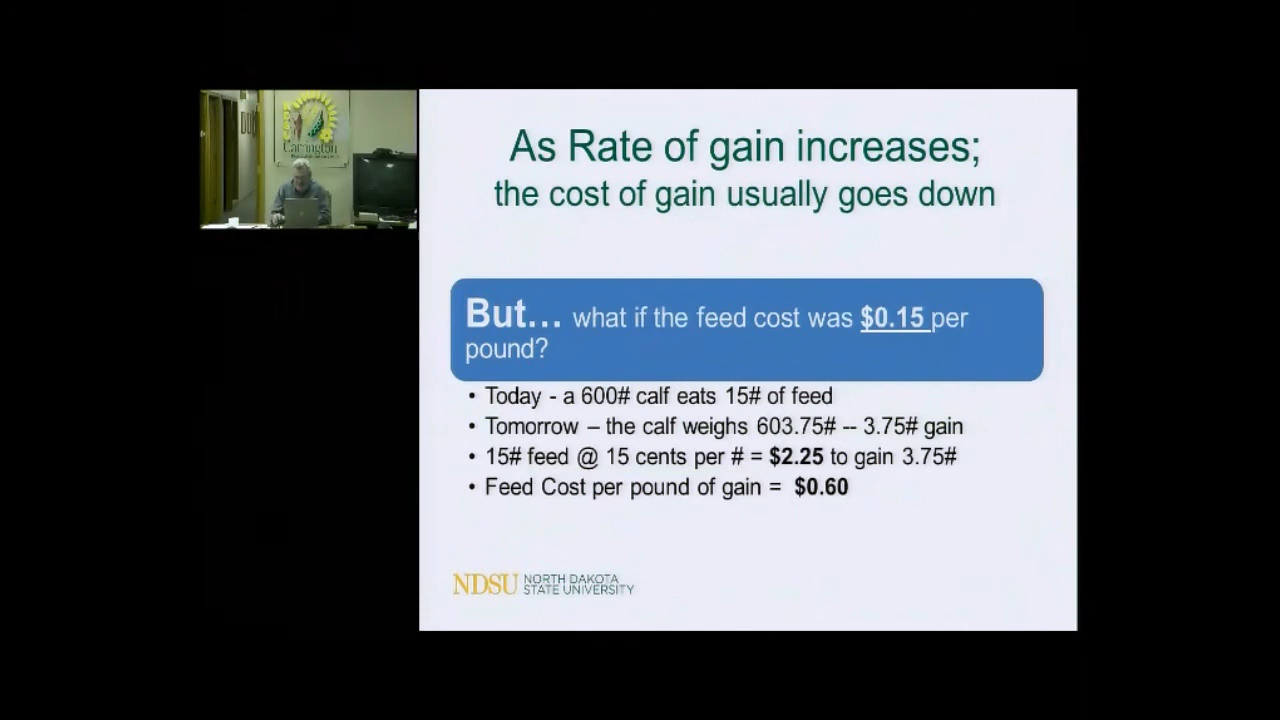 Carrington
As Rate of gain increases;
the cost of gain usually goes down
But... what if the feed cost was $0.15 per
pound?
• Today - a 600# calf eats 15# of feed
• Tomorrow – the calf weighs 603.75# -- 3.75# gain
• 15# feed @ 15 cents per # = $2.25 to gain 3.75#
• Feed Cost per pound of gain = $0.60
NDSU NORTH DAKOTA
STATE UNIVERSITY